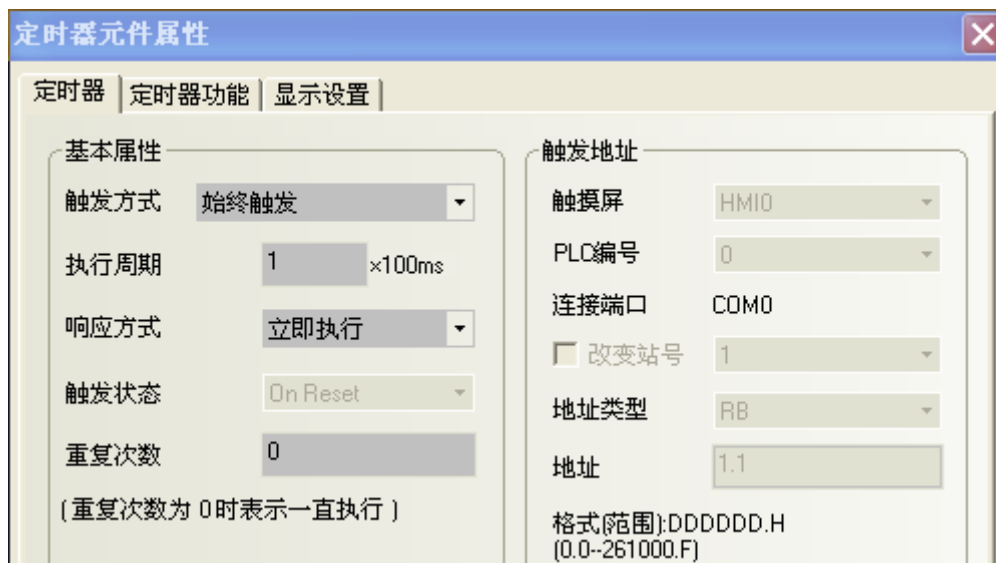 定时器元件属性
定时器 定时器功能 显示设置
基本属性
触发方式 始终触发
执行周期 1 ×100ms
响应方式 立即执行
触发状态 On Reset
重复次数 0
(重复次数为 0时表示一直执行)
触发地址
触摸屏 HMI0
PLC编号 0
连接端口 COM0
改变站号 1
地址类型 RB
地址 1.1
格式(范围):DDDDDD.H
(0.0--261000.F)